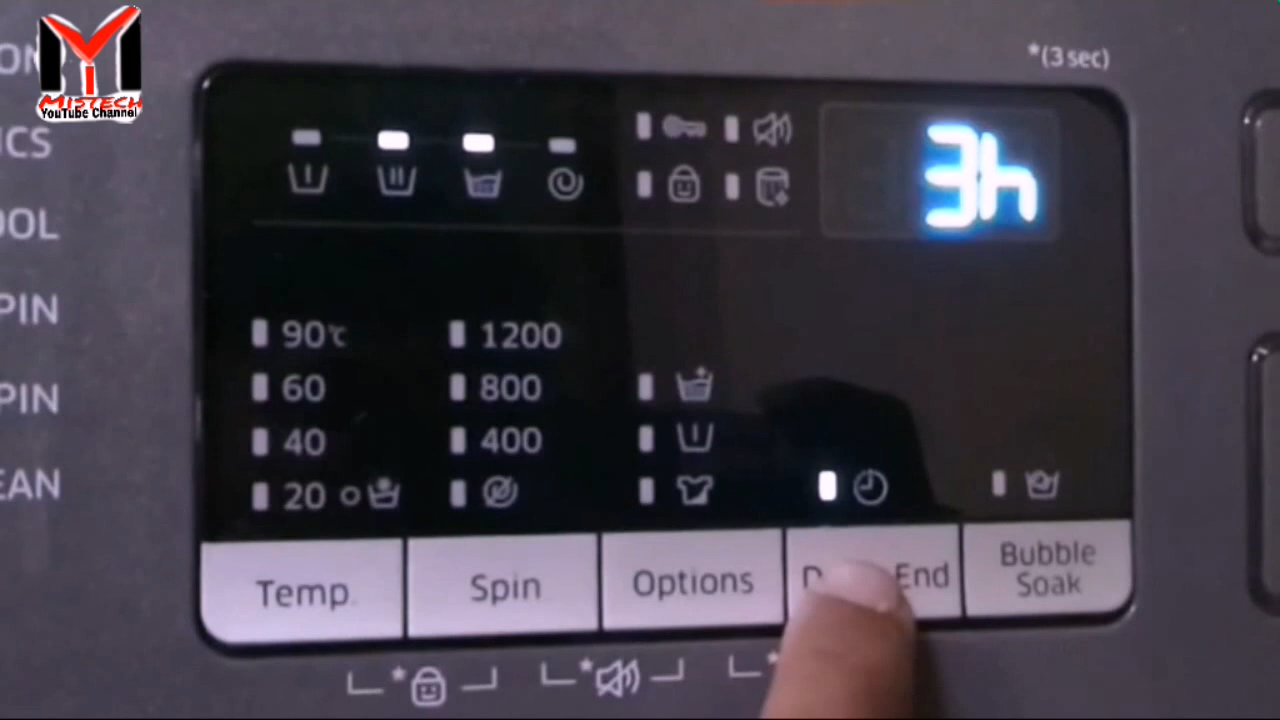 MISTECH
YouTube Channel
*(3 sec)
3h
90℃
60
40
20
1200
800
400
Temp.
Spin
Options
End
Bubble
Soak
OOL
PIN
PIN
EAN